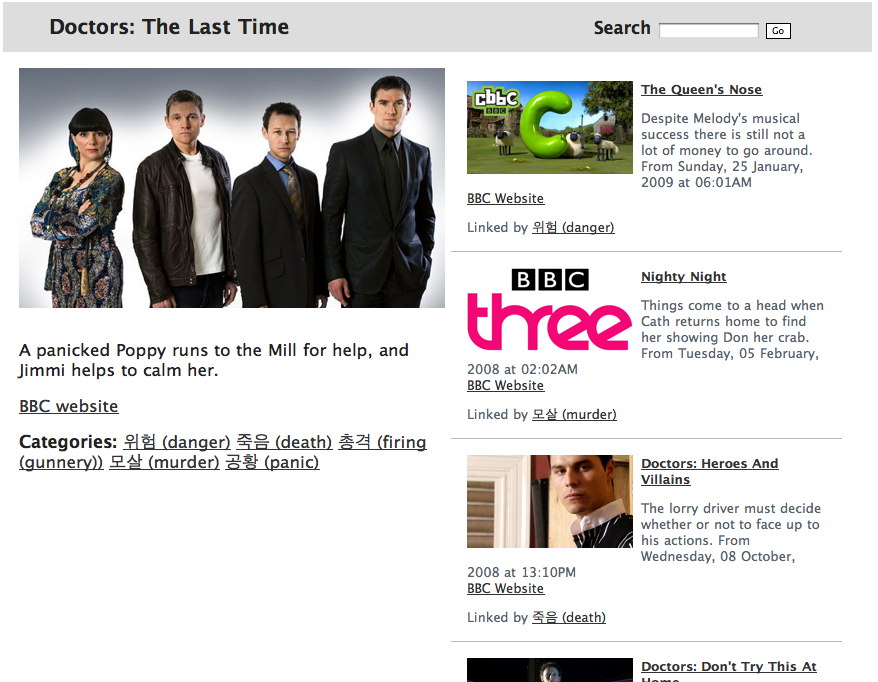 Doctors: The Last Time
Search
Go
A panicked Poppy runs to the Mill for help, and
Jimmi helps to calm her.
BBC website
Categories: 위험 (danger) 죽음 (death) 총격 (firing
(gunnery)) 모살 (murder) 공황 (panic)
cbbc
BBC
The Queen's Nose
Despite Melody's musical
success there is still not a
lot of money to go around.
From Sunday, 25 January,
2009 at 06:01AM
BBC Website
Linked by 위험 (danger)
BBC
three
Nighty Night
Things come to a head when
Cath returns home to find
her showing Don her crab.
From Tuesday, 05 February,
2008 at 02:02AM
BBC Website
Linked by 모살 (murder)
Doctors: Heroes And
Villains
The lorry driver must decide
whether or not to face up to
his actions. From
Wednesday, 08 October,
2008 at 13:10PM
BBC Website
Linked by 죽음 (death)
Doctors: Don't Try This At
Home